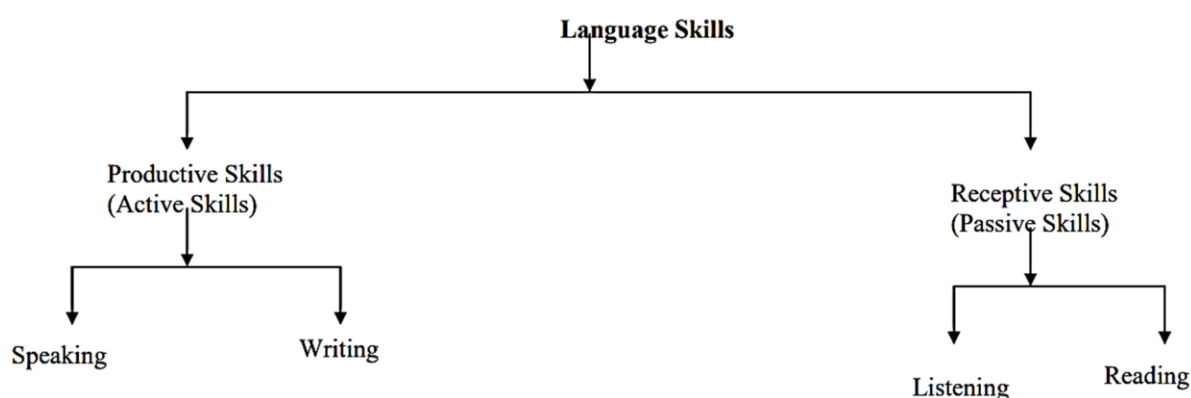 Language Skills
Productive Skills
(Active Skills)
Receptive Skills
(Passive Skills)
Speaking
Writing
Listening
Reading